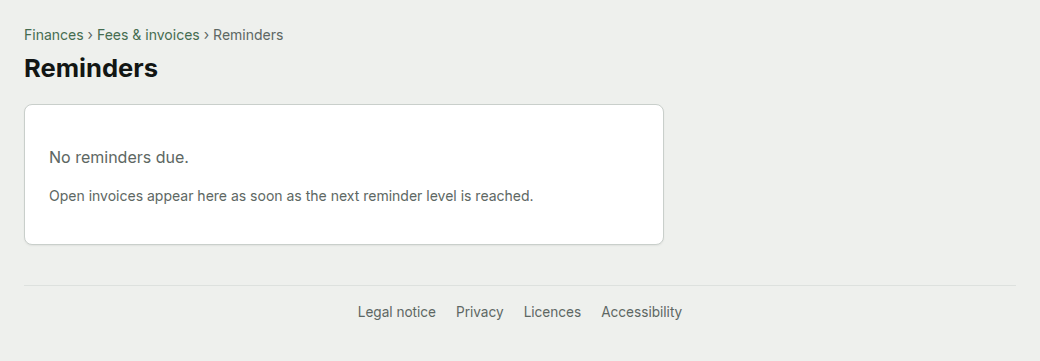 Finances › Fees & invoices › Reminders
Reminders
No reminders due.
Open invoices appear here as soon as the next reminder level is reached.
Legal notice Privacy Licences Accessibility